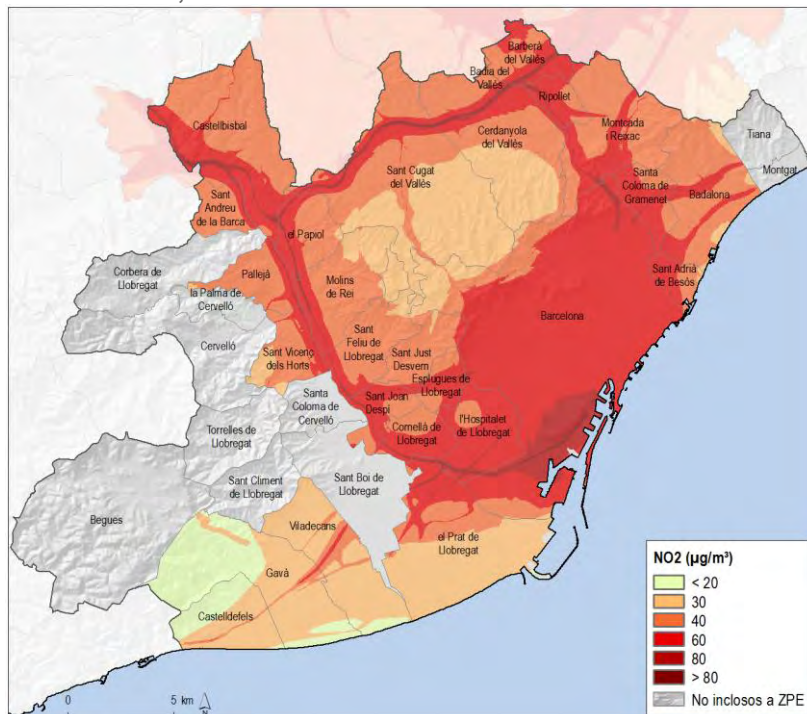 Barberà
del Vallès
Badia del
Vallès
Ripollet
Castellbisbal
Montcada
i Reixac
Tiana
Cerdanyola
del Vallès
Montgat
Sant Cugat
del Vallès
Santa
Coloma de
Gramenet
Badalona
Sant
Andreu
de la Barca
el Papiol
Corbera de
Llobregat
Pallejà
Molins
de Rei
Sant Adrià
de Besòs
la Palma de
Cervelló
Barcelona
Cervelló
Sant Vicenç
dels Horts
Sant
Feliu de
Llobregat
Sant Just
Desvern
Esplugues de
Llobregat
Santa
Coloma de
Cervelló
Sant Joan
Despí
Cornellà de
Llobregat
l'Hospitalet
de Llobregat
Torrelles de
Llobregat
Sant Climent
de Llobregat
Sant Boi de
Llobregat
Begues
Viladecans
el Prat de
Llobregat
Gavà
Castelldefels
NO2 (µg/m³)
< 20
30
40
60
80
> 80
No inclosos a ZPE
0 5 km
N